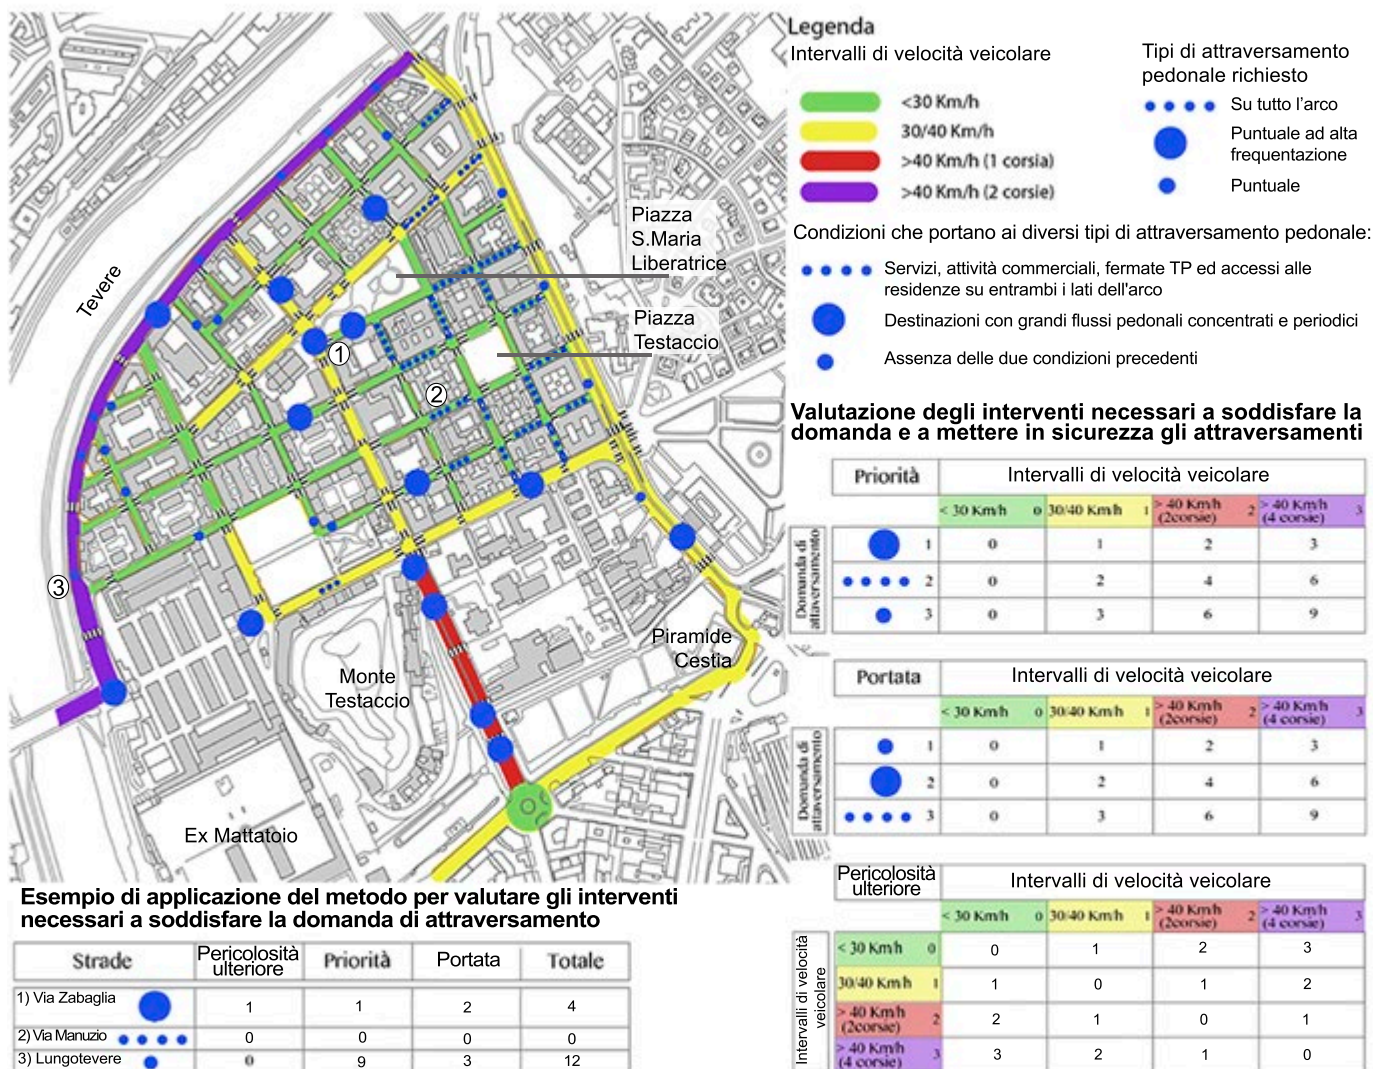 Legenda
Intervalli di velocità veicolare
<30 Km/h
30/40 Km/h
>40 Km/h (1 corsia)
>40 Km/h (2 corsie)
Tipi di attraversamento
pedonale richiesto
Su tutto l'arco
Puntuale ad alta
frequentazione
Puntuale
Condizioni che portano ai diversi tipi di attraversamento pedonale:
Servizi, attività commerciali, fermate TP ed accessi alle
residenze su entrambi i lati dell'arco
Destinazioni con grandi flussi pedonali concentrati e periodici
Assenza delle due condizioni precedenti
Tevere
Piazza
S.Maria
Liberatrice
Piazza
Testaccio
1
2
3
Monte
Testaccio
Piramide
Cestia
Ex Mattatoio
Valutazione degli interventi necessari a soddisfare la
domanda e a mettere in sicurezza gli attraversamenti
Priorità Intervalli di velocità veicolare
< 30 Km/h 0 30/40 Km/h 1 > 40 Km/h (2corsie) 2 > 40 Km/h (4 corsie) 3
Domanda di
attraversamento
1 0 1 2 3
2 0 2 4 6
3 0 3 6 9
Portata Intervalli di velocità veicolare
< 30 Km/h 0 30/40 Km/h 1 > 40 Km/h (2corsie) 2 > 40 Km/h (4 corsie) 3
Domanda di
attraversamento
1 0 1 2 3
2 0 2 4 6
3 0 3 6 9
Pericolosità
ulteriore
Intervalli di velocità veicolare
< 30 Km/h 0 30/40 Km/h 1 > 40 Km/h (2corsie) 2 > 40 Km/h (4 corsie) 3
Intervalli di velocità
veicolare
< 30 Km/h 0 0 1 2 3
30/40 Km/h 1 1 0 1 2
> 40 Km/h (2corsie) 2 2 1 0 1
> 40 Km/h (4 corsie) 3 3 2 1 0
Esempio di applicazione del metodo per valutare gli interventi
necessari a soddisfare la domanda di attraversamento
Strade Pericolosità ulteriore Priorità Portata Totale
1) Via Zabaglia 1 1 2 4
2) Via Manuzio 0 0 0 0
3) Lungotevere 0 9 3 12